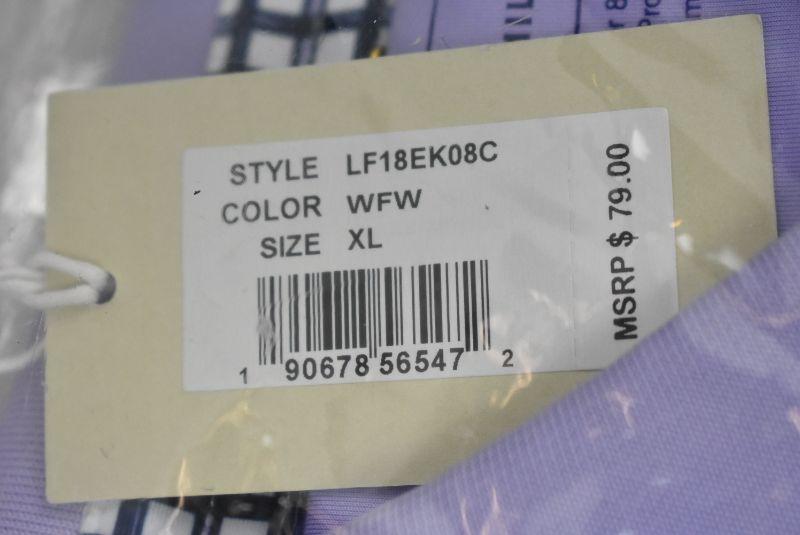 STYLE LF18EK08C
COLOR WFW
SIZE XL
1 90678 56547 2
MSRP $ 79.00